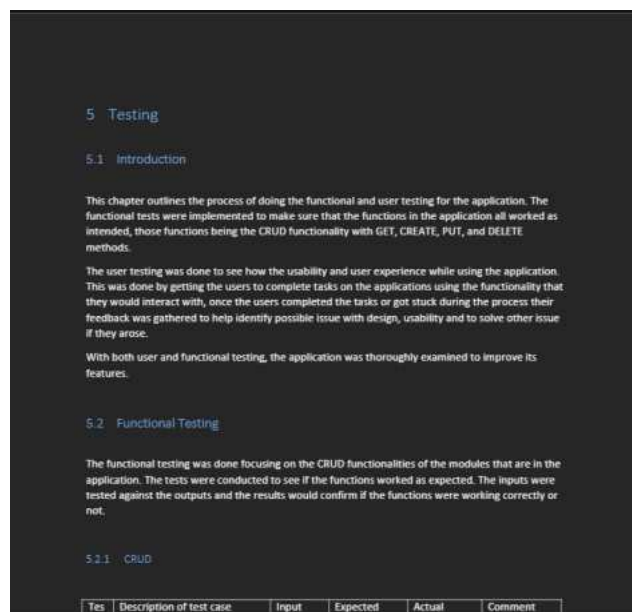 5 Testing
5.1 Introduction
This chapter outlines the process of doing the functional and user testing for the application. The
functional tests were implemented to make sure that the functions in the application all worked as
intended, those functions being the CRUD functionality with GET, CREATE, PUT, and DELETE
methods.
The user testing was done to see how the usability and user experience while using the application.
This was done by getting the users to complete tasks on the applications using the functionality that
they would interact with, once the users completed the tasks or got stuck during the process their
feedback was gathered to help identify possible issue with design, usability and to solve other issue
if they arose.
With both user and functional testing, the application was thoroughly examined to improve its
features.
5.2 Functional Testing
The functional testing was done focusing on the CRUD functionalities of the modules that are in the
application. The tests were conducted to see if the functions worked as expected. The inputs were
tested against the outputs and the results would confirm if the functions were working correctly or
not.
5.2.1 CRUD
Tes Description of test case Input Expected Actual Comment